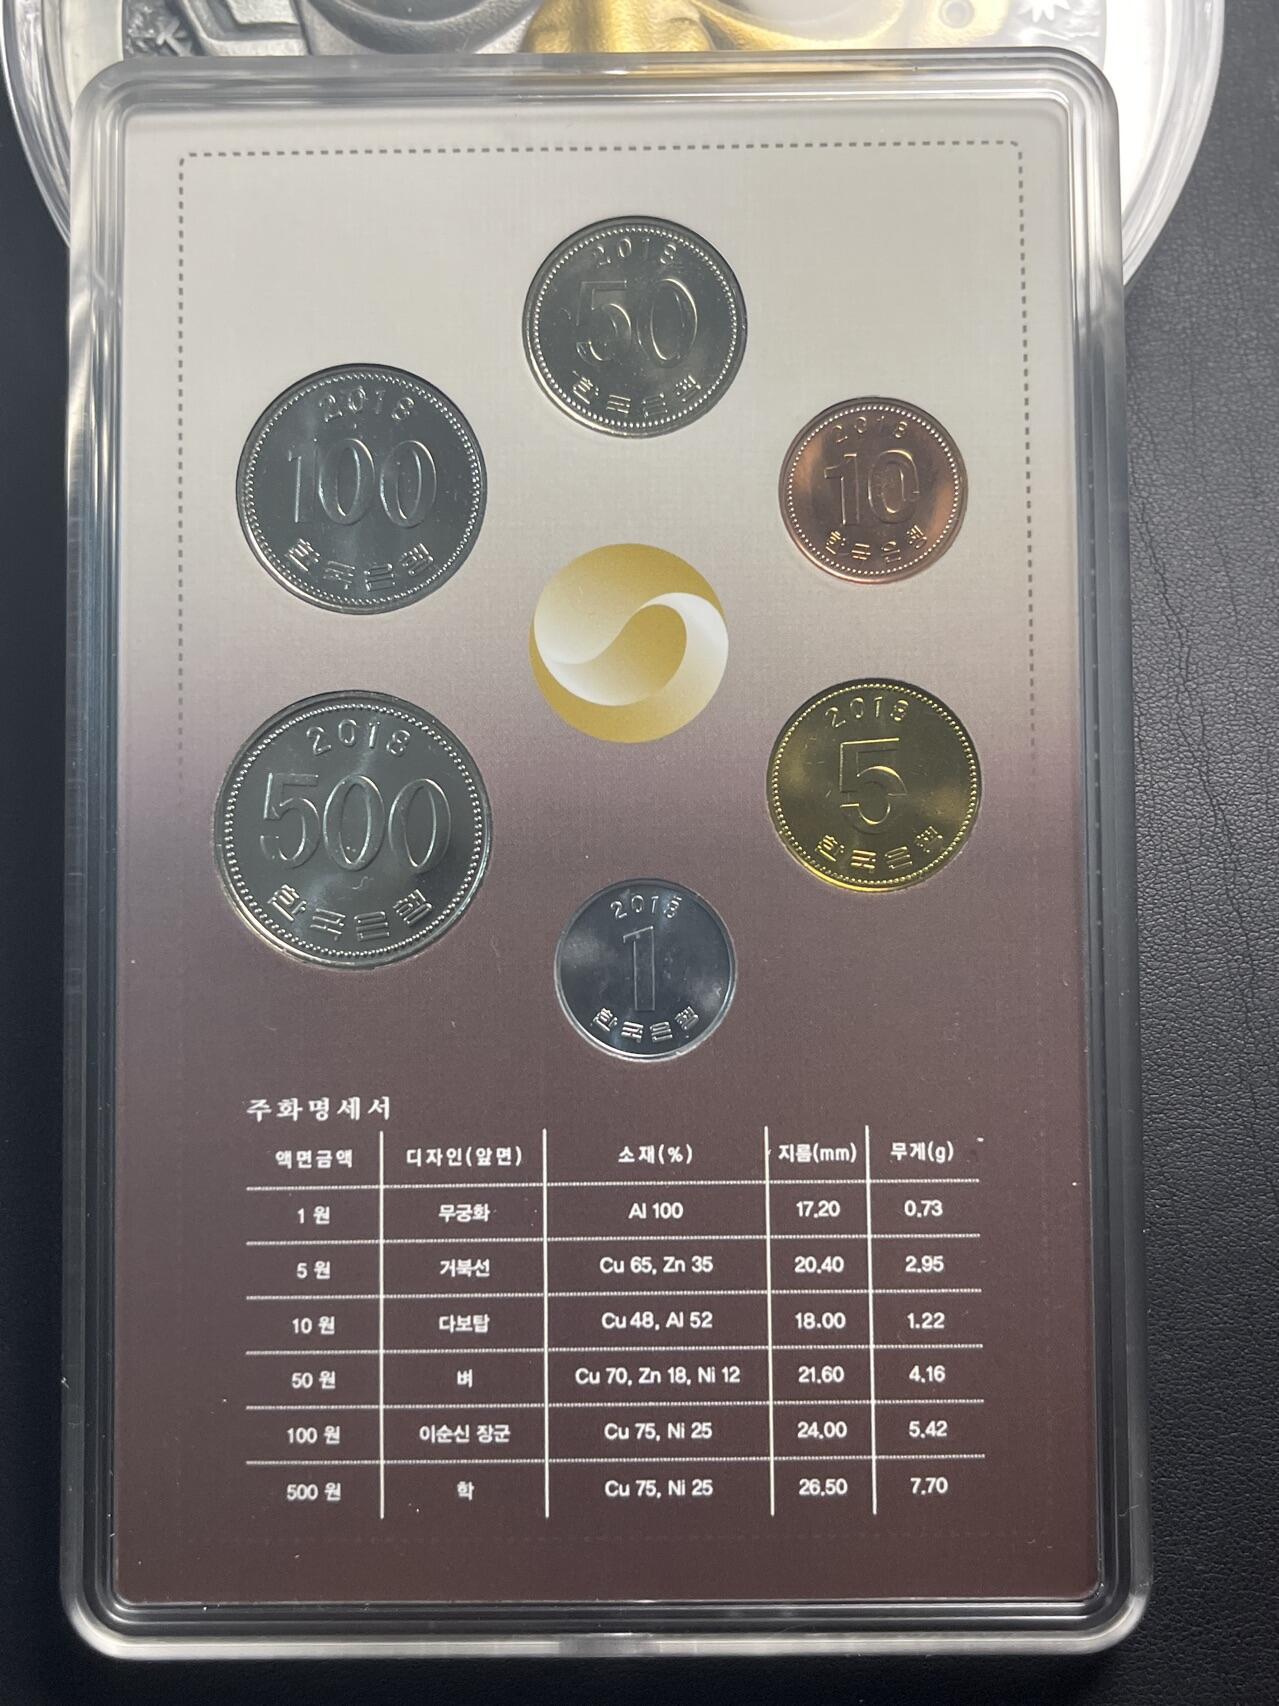 2018
50
한국은행
2018
100
한국은행
2018
10
한국은행
2018
500
한국은행
2018
5
한국은행
2018
1
한국은행
주화명세서
액면금액 디자인(앞면) 소재(%) 지름(mm) 무게(g)
1 원 무궁화 Al 100 17.20 0.73
5 원 거북선 Cu 65, Zn 35 20.40 2.95
10 원 다보탑 Cu 48, Al 52 18.00 1.22
50 원 벼 Cu 70, Zn 18, Ni 12 21.60 4.16
100 원 이순신 장군 Cu 75, Ni 25 24.00 5.42
500 원 학 Cu 75, Ni 25 26.50 7.70